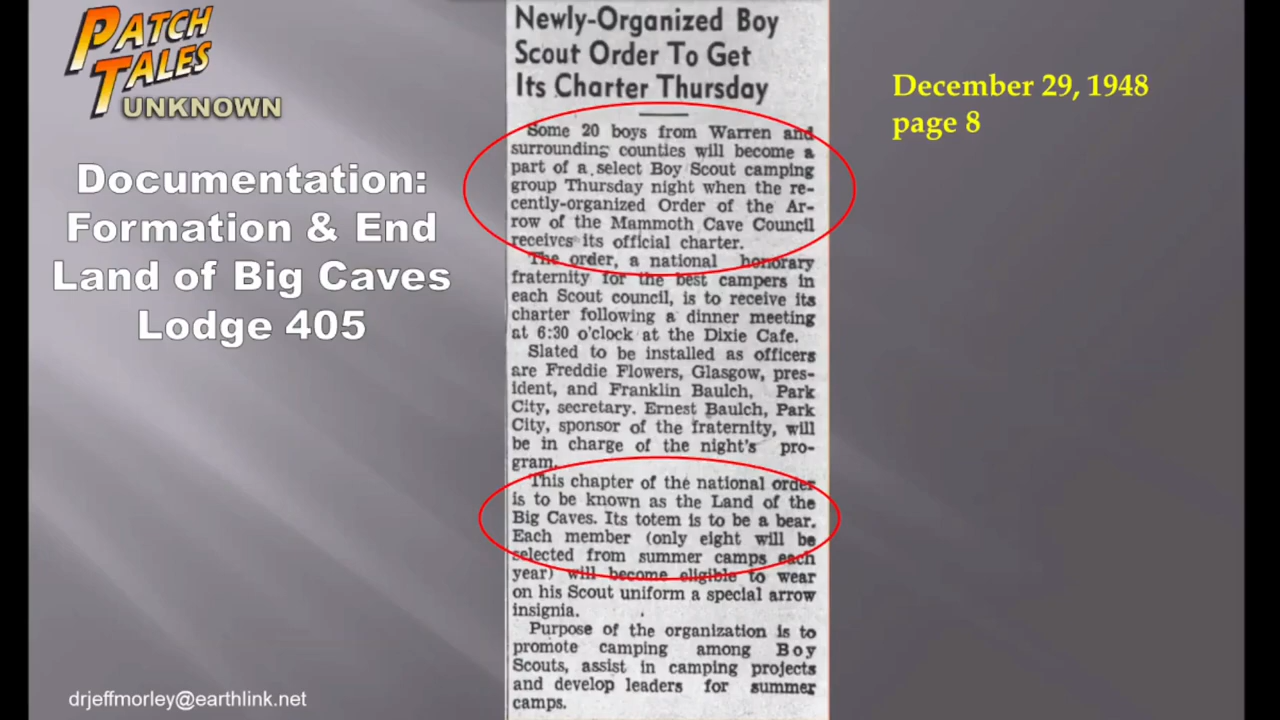 PATCH
TALES
UNKNOWN
Documentation:
Formation & End
Land of Big Caves
Lodge 405
Newly-Organized Boy
Scout Order To Get
Its Charter Thursday
Some 20 boys from Warren and
surrounding counties will become a
part of a select Boy Scout camping
group Thursday night when the re-
cently-organized Order of the Ar-
row of the Mammoth Cave Council
receives its official charter.
The order, a national honorary
fraternity for the best campers in
each Scout council, is to receive its
charter following a dinner meeting
at 6:30 o'clock at the Dixie Cafe.
Slated to be installed as officers
are Freddie Flowers, Glasgow, pres-
ident, and Franklin Baulch, Park
City, secretary. Ernest Baulch, Park
City, sponsor of the fraternity, will
be in charge of the night's pro-
gram.
This chapter of the national order
is to be known as the Land of the
Big Caves. Its totem is to be a bear.
Each member (only eight will be
selected from summer camps each
year) will become eligible to wear
on his Scout uniform a special arrow
insignia.
Purpose of the organization is to
promote camping among Boy
Scouts, assist in camping projects
and develop leaders for summer
camps.
December 29, 1948
page 8
drjeffmorley@earthlink.net